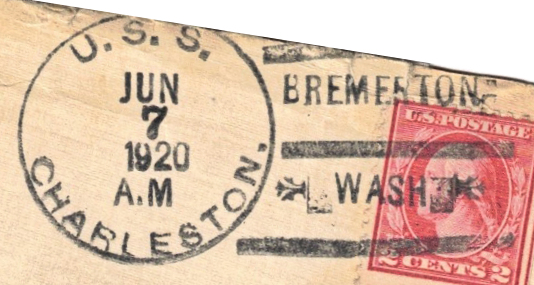 U. S. S.
JUN
7
1920
A.M
CHARLESTON.
BREMERTON
WASH
U.S. POSTAGE
2 CENTS 2